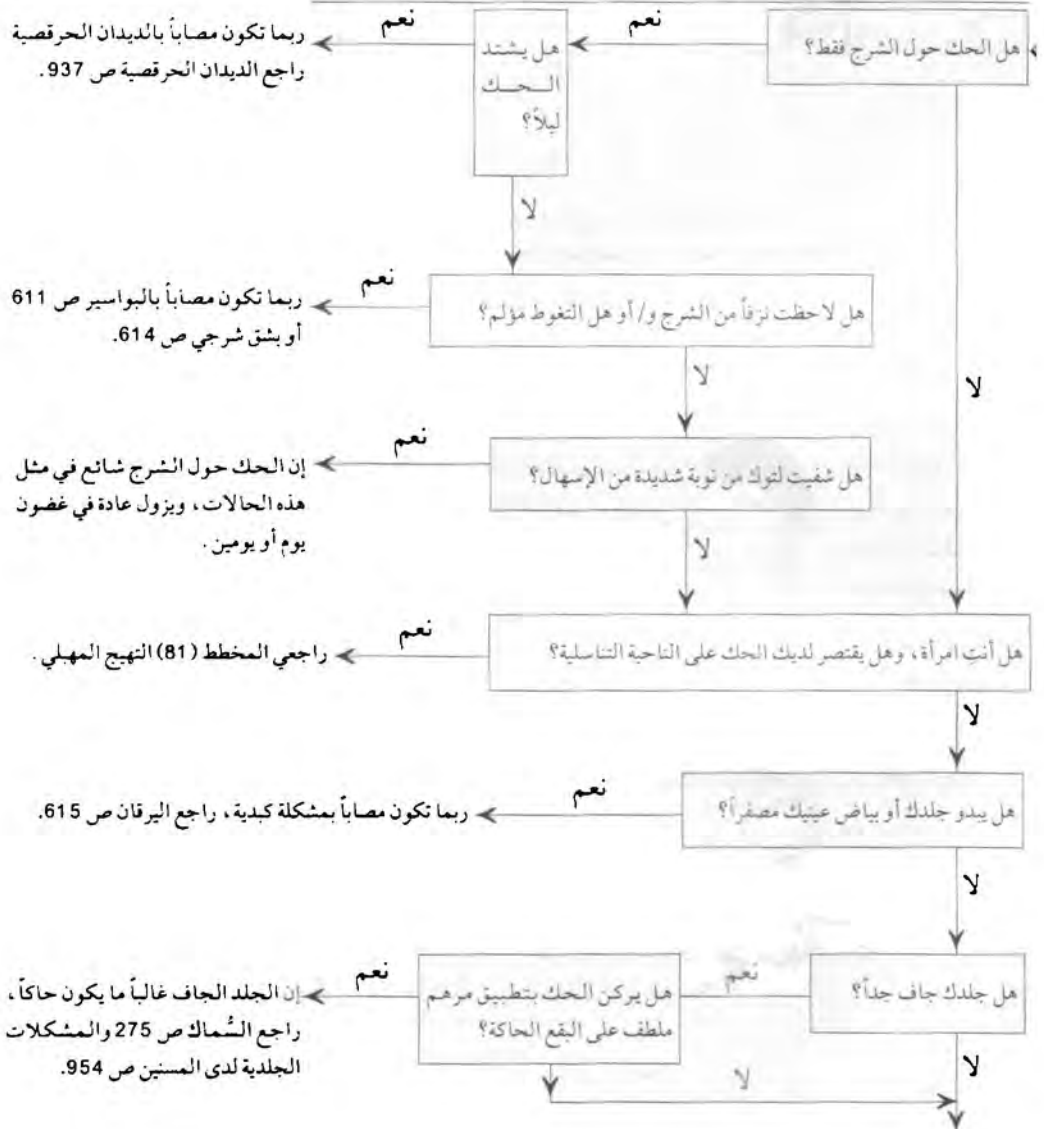 هل الحك حول الشرج فقط؟
نعم
هل يشتد
الحك
ليلاً؟
نعم
ربما تكون مصاباً بالديدان الحرقصية
راجع الديدان الحرقصية ص 937.
لا
لا
هل لاحظت نزفاً من الشرج و/أو هل التغوط مؤلم؟
نعم
ربما تكون مصاباً بالبواسير ص 611
أو بشق شرجي ص 614.
لا
هل شفيت لتوك من نوبة شديدة من الإسهال؟
نعم
إن الحك حول الشرج شائع في مثل
هذه الحالات، ويزول عادة في غضون
يوم أو يومين.
لا
هل أنتِ امرأة، وهل يقتصر لديك الحك على الناحية التناسلية؟
نعم
راجعي المخطط (81) التهيج المهبلي.
لا
هل يبدو جلدك أو بياض عينيك مصفراً؟
نعم
ربما تكون مصاباً بمشكلة كبدية، راجع اليرقان ص 615.
لا
هل جلدك جاف جداً؟
نعم
هل يركن الحك بتطبيق مرهم
ملطف على البقع الحاكة؟
نعم
إن الجلد الجاف غالباً ما يكون حاكاً،
راجع السُّماك ص 275 والمشكلات
الجلدية لدى المسنين ص 954.
لا
لا